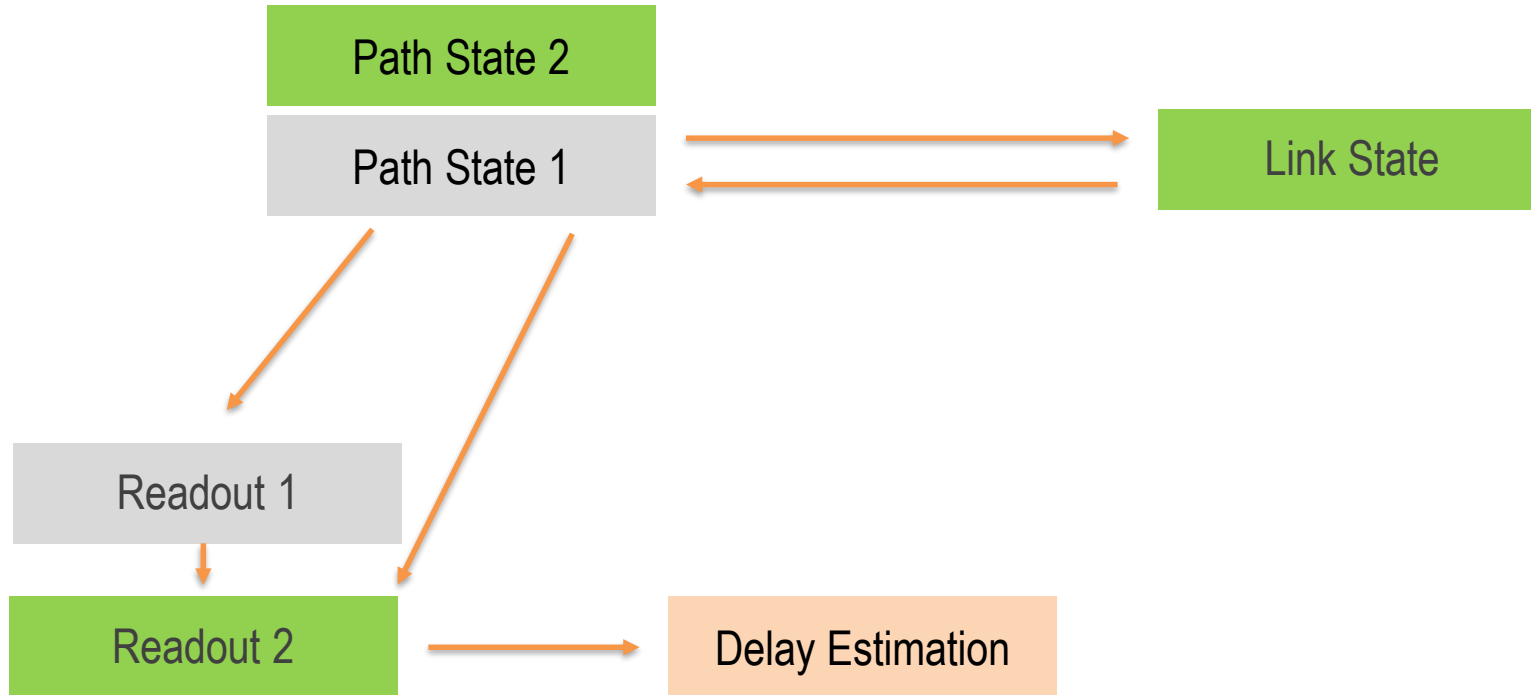 Path State 2
Path State 1
Link State
Readout 1
Readout 2
Delay Estimation